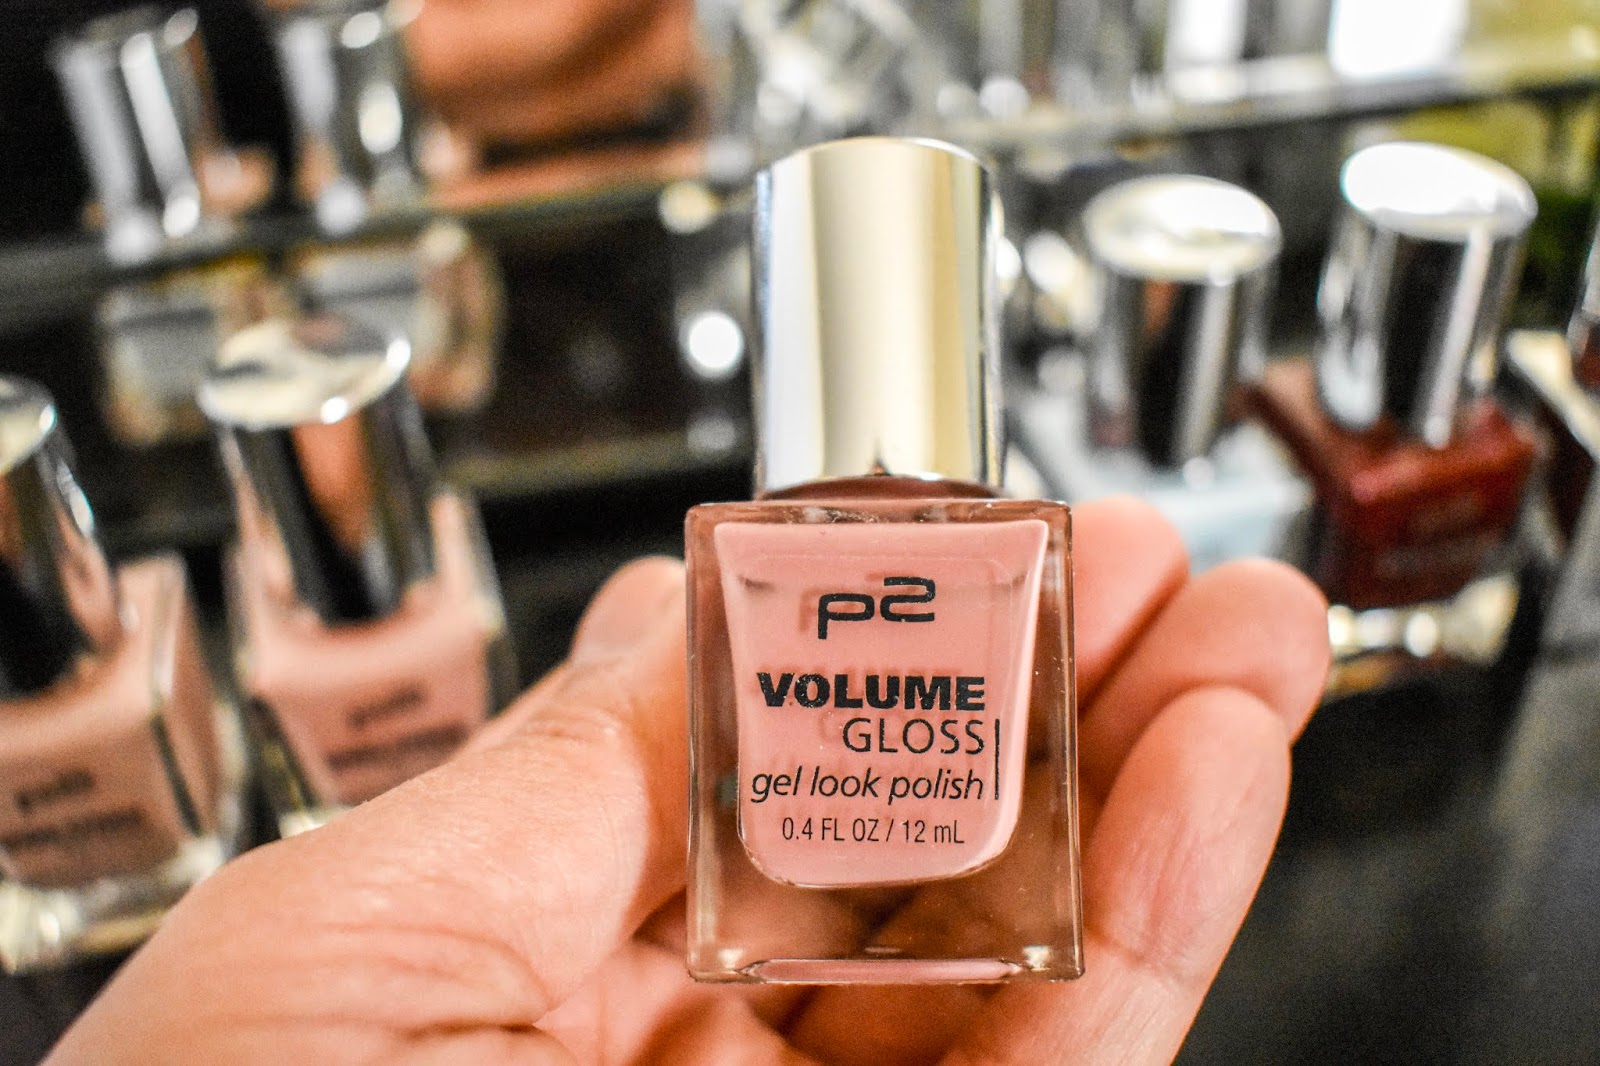 p2
VOLUME
GLOSS
gel look polish
0.4 FL OZ / 12 mL